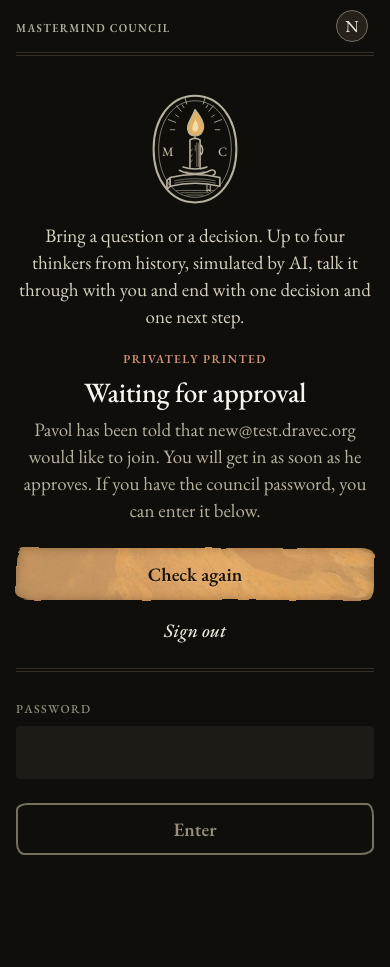 MASTERMIND COUNCIL
N
M C
Bring a question or a decision. Up to four
thinkers from history, simulated by AI, talk it
through with you and end with one decision and
one next step.
PRIVATELY PRINTED
Waiting for approval
Pavol has been told that new@test.dravec.org
would like to join. You will get in as soon as he
approves. If you have the council password, you
can enter it below.
Check again
Sign out
PASSWORD
Enter